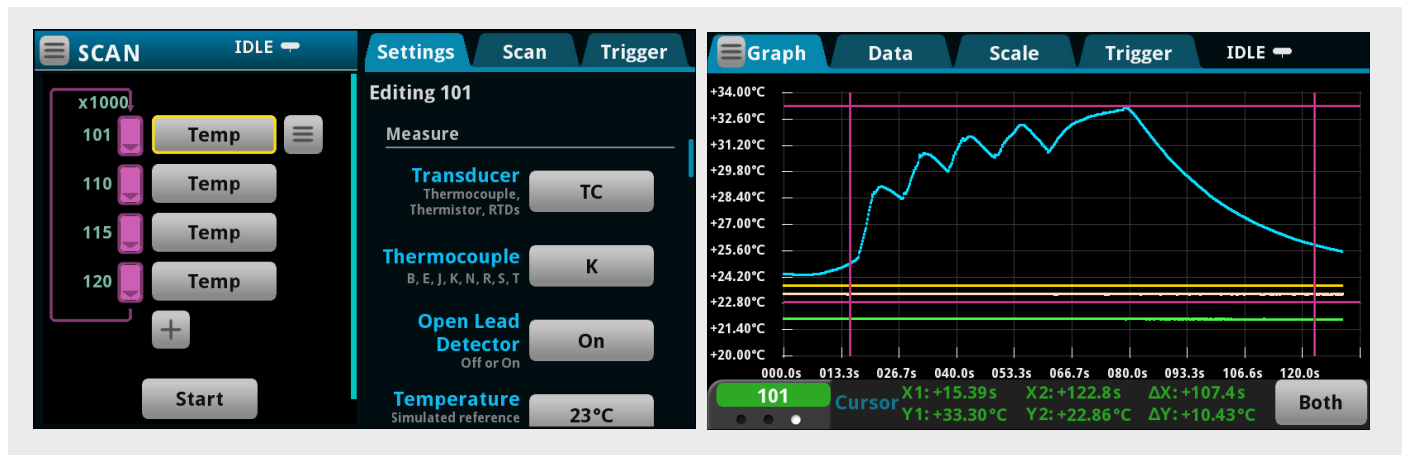 SCAN IDLE
x1000
101 Temp
110 Temp
115 Temp
120 Temp
+
Start
Settings Scan Trigger
Editing 101
Measure
Transducer
Thermocouple,
Thermistor, RTDs
TC
Thermocouple
B, E, J, K, N, R, S, T
K
Open Lead
Detector
Off or On
On
Temperature
Simulated reference
23°C
Graph Data Scale Trigger IDLE
+34.00°C
+32.60°C
+31.20°C
+29.80°C
+28.40°C
+27.00°C
+25.60°C
+24.20°C
+22.80°C
+21.40°C
+20.00°C
000.0s 013.3s 026.7s 040.0s 053.3s 066.7s 080.0s 093.3s 106.6s 120.0s
101
Cursor
X1: +15.39s X2: +122.8s ΔX: +107.4s
Y1: +33.30°C Y2: +22.86°C ΔY: +10.43°C
Both